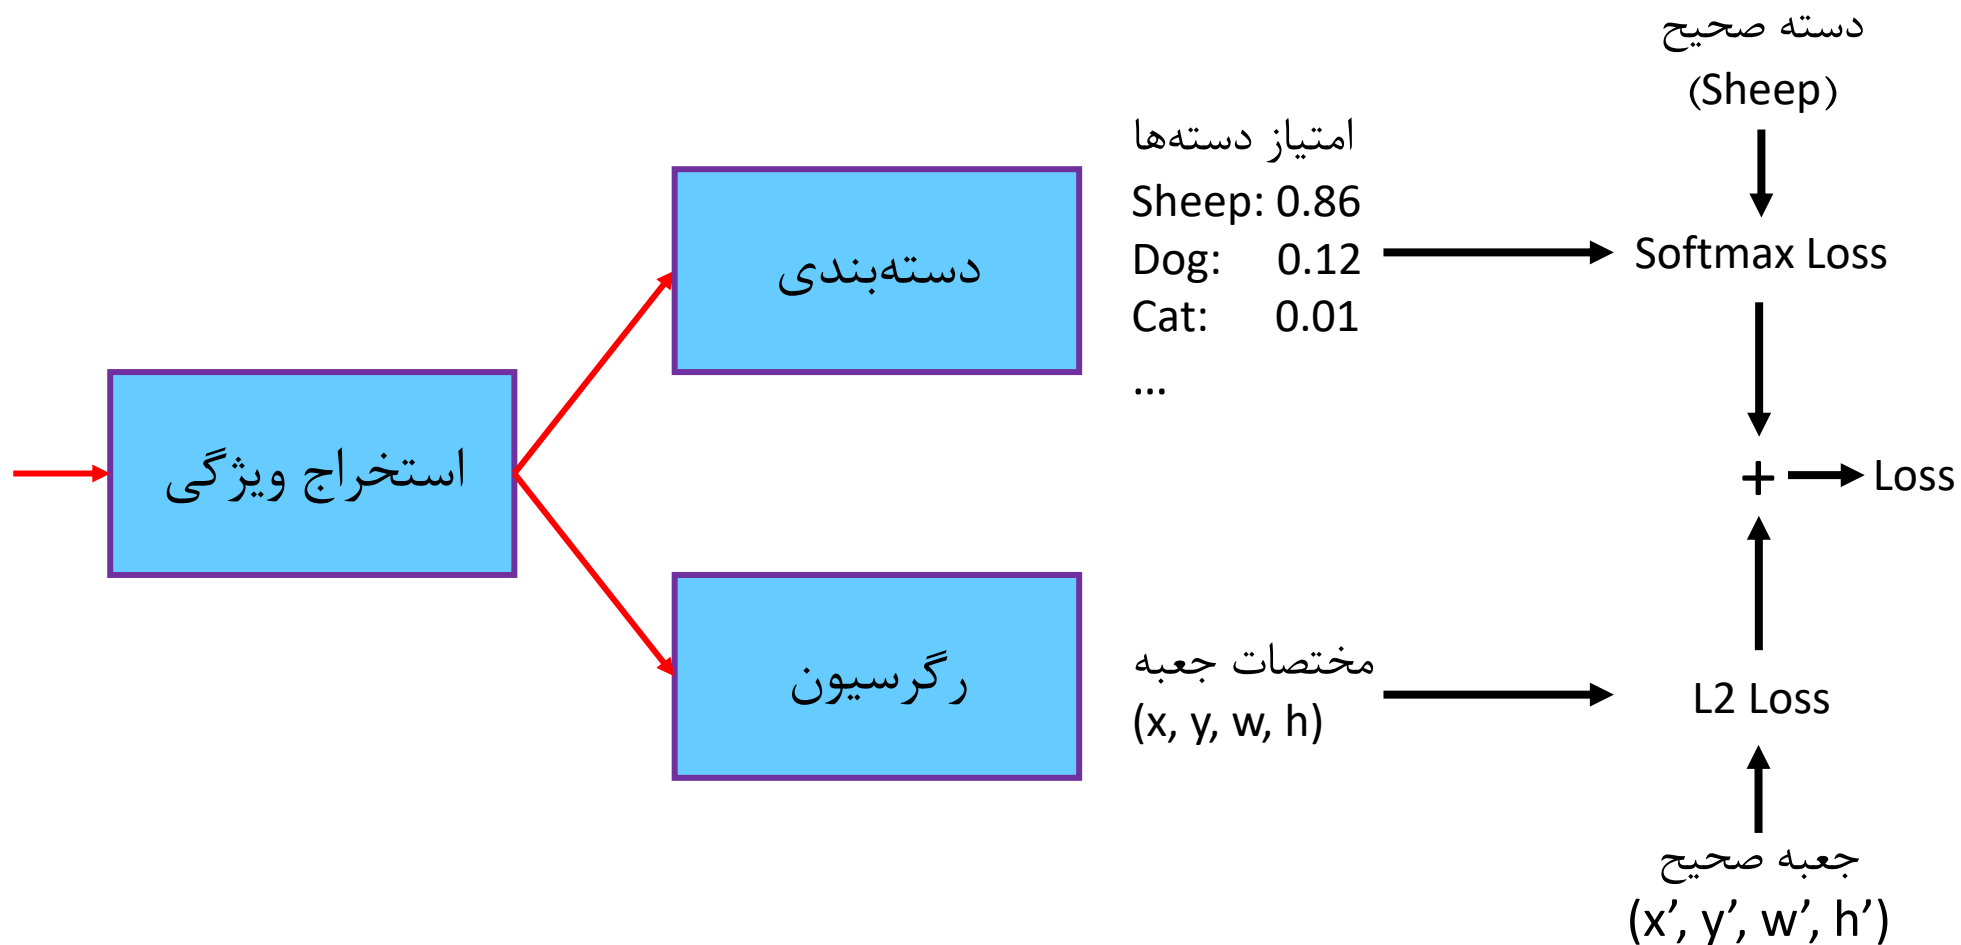 استخراج ویژگی
دسته‌بندی
رگرسیون
امتیاز دسته‌ها
Sheep: 0.86
Dog: 0.12
Cat: 0.01
...
مختصات جعبه
(x, y, w, h)
دسته صحیح
(Sheep)
Softmax Loss
+
Loss
L2 Loss
جعبه صحیح
(x’, y’, w’, h’)